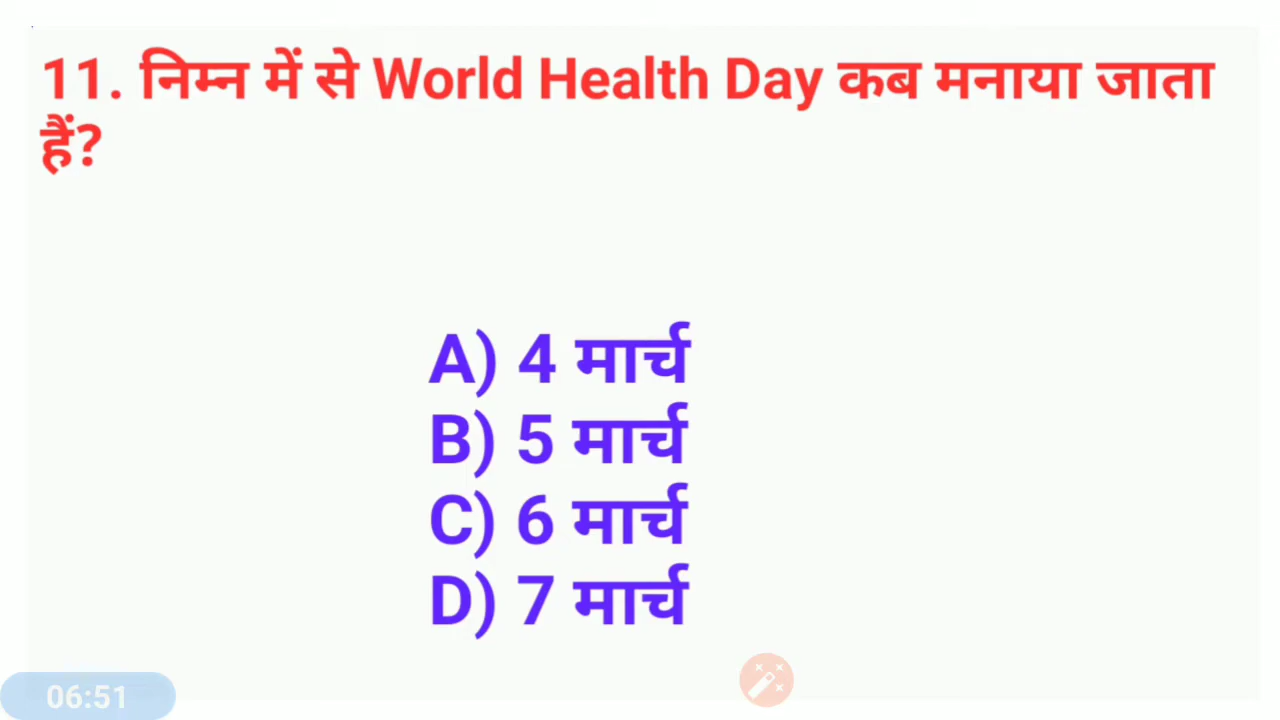 11. निम्न में से World Health Day कब मनाया जाता
हैं?
A) 4 मार्च
B) 5 मार्च
C) 6 मार्च
D) 7 मार्च
06:51